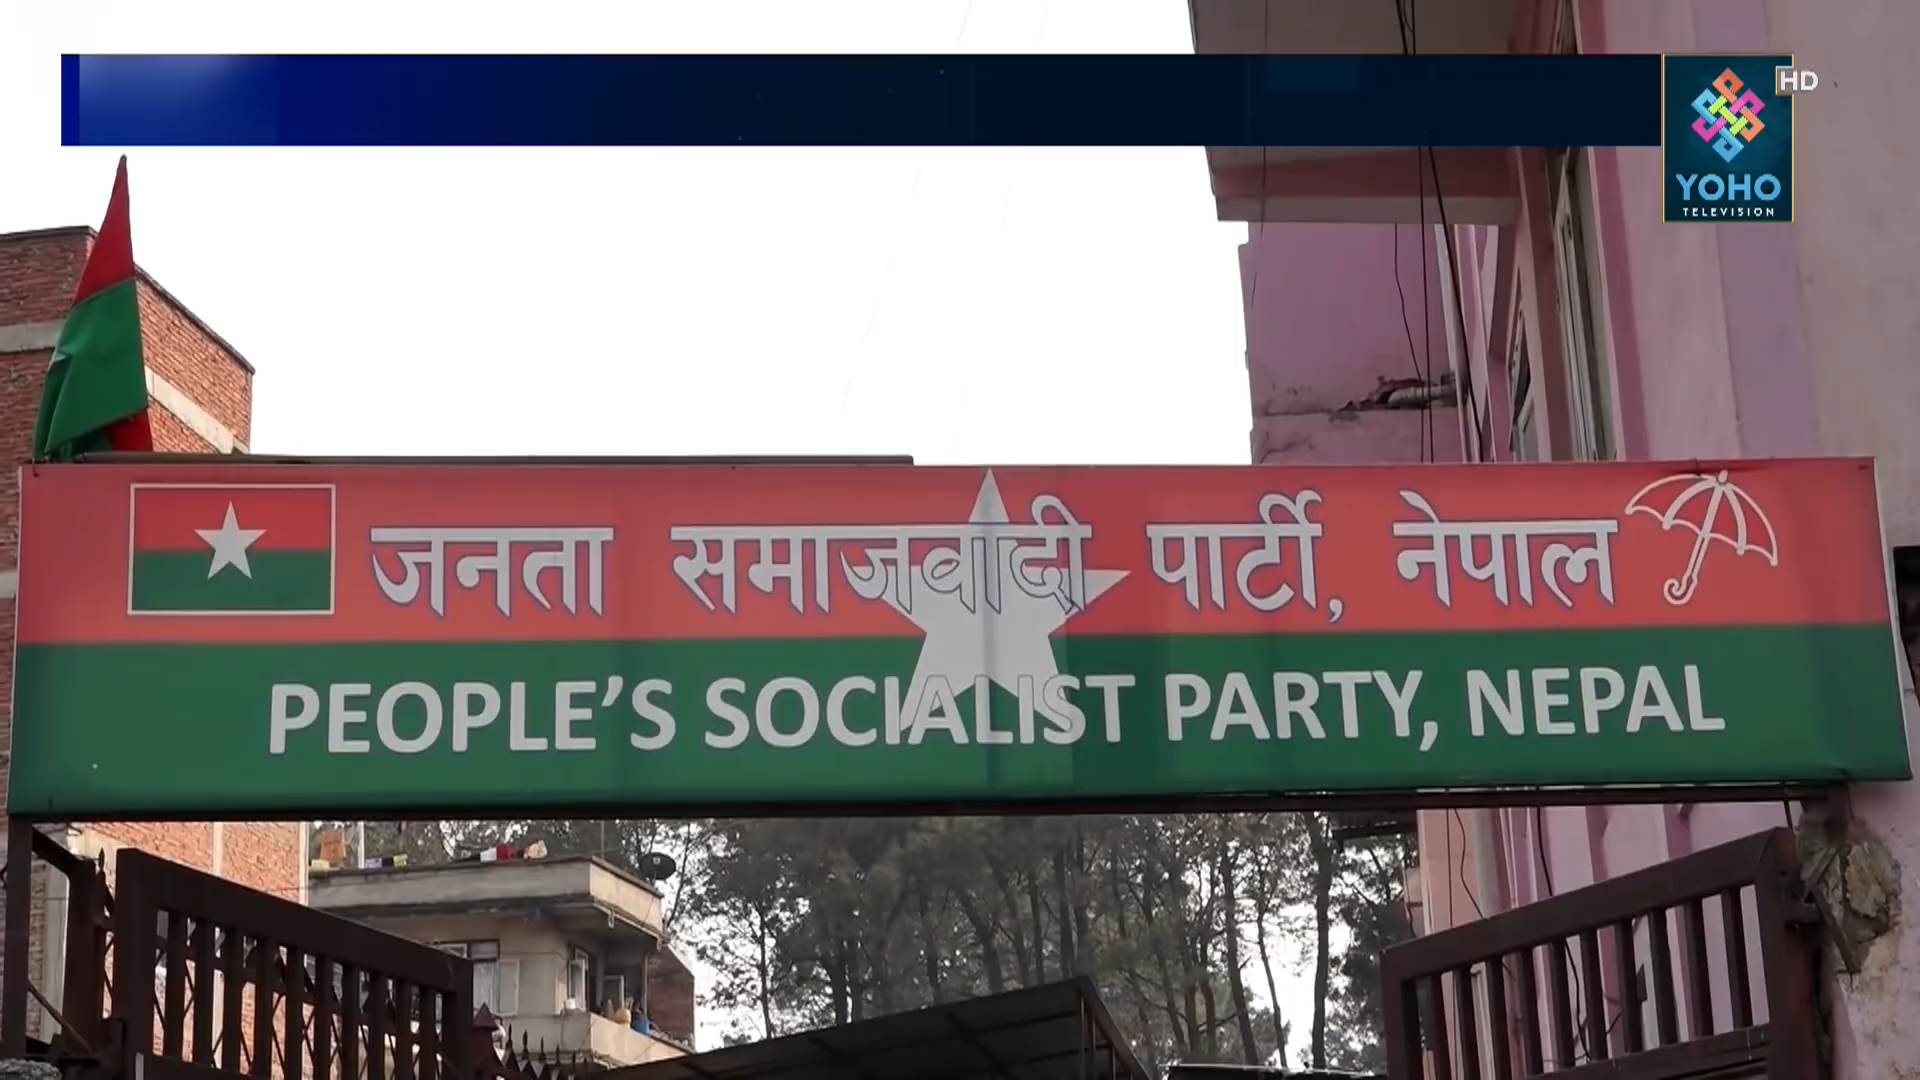 HD
YOHO
TELEVISION
जनता समाजवादी पार्टी, नेपाल
PEOPLE'S SOCIALIST PARTY, NEPAL